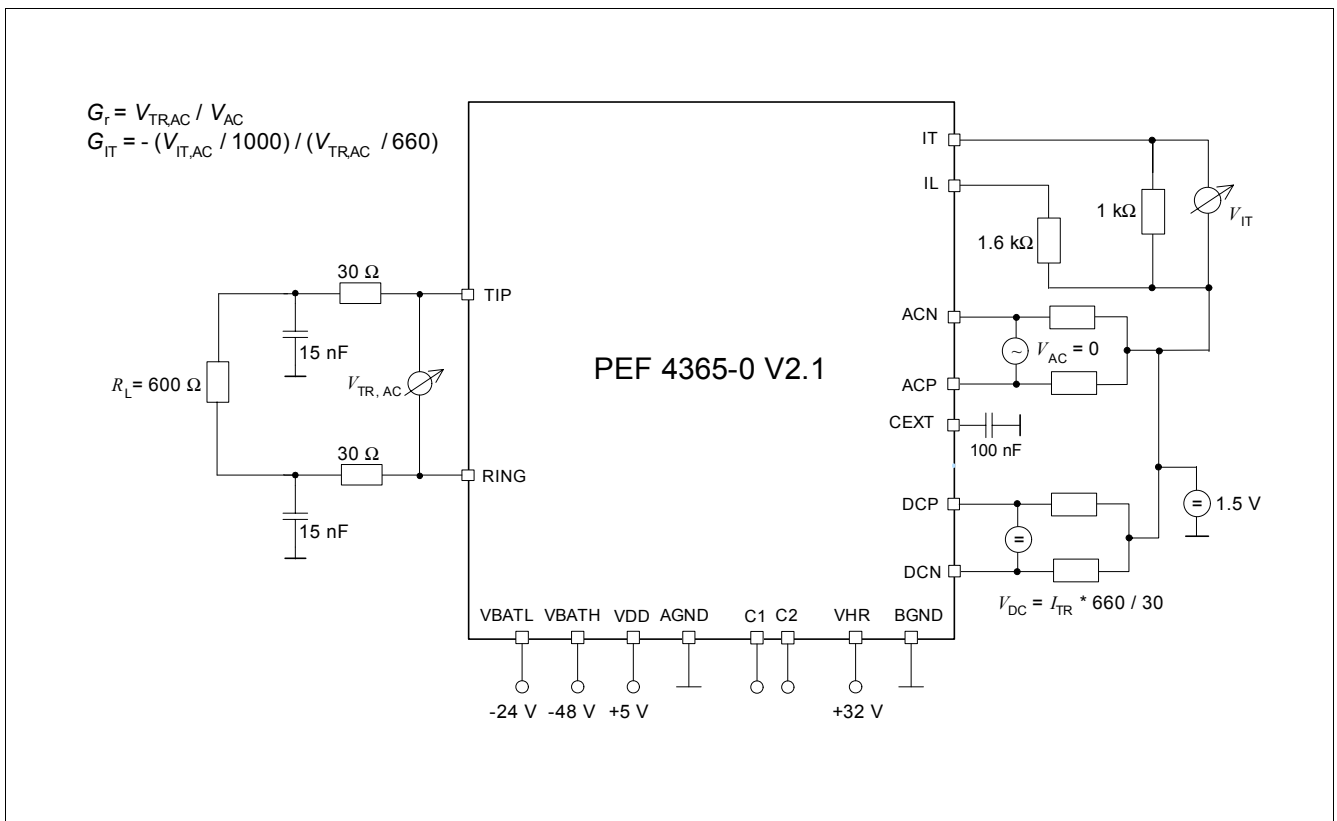 G_r = V_TR,AC / V_AC
G_IT = - (V_IT,AC / 1000) / (V_TR,AC / 660)
IT
IL
1 kΩ
V_IT
1.6 kΩ
30 Ω
TIP
ACN
15 nF
V_AC = 0
~
PEF 4365-0 V2.1
R_L = 600 Ω
V_TR, AC
ACP
CEXT
100 nF
30 Ω
RING
DCP
= 1.5 V
15 nF
=
DCN
V_DC = I_TR * 660 / 30
VBATL VBATH VDD AGND C1 C2 VHR BGND
-24 V -48 V +5 V +32 V